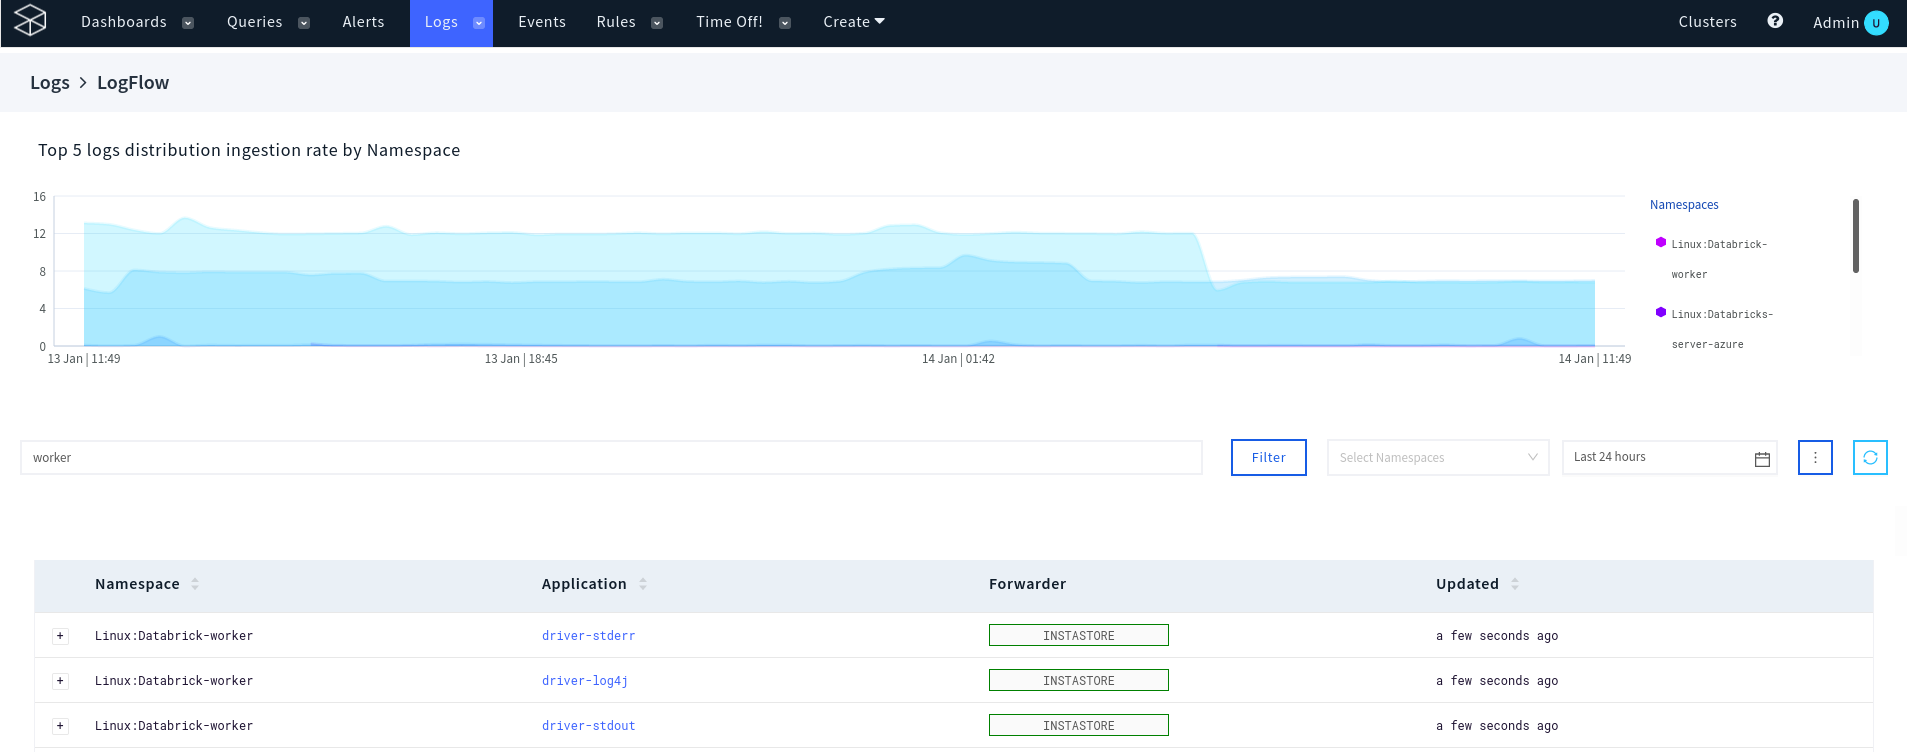 Dashboards Queries Alerts Logs Events Rules Time Off! Create Clusters ? Admin U
Logs > LogFlow
Top 5 logs distribution ingestion rate by Namespace
16
12
8
4
0
13 Jan | 11:49 13 Jan | 18:45 14 Jan | 01:42 14 Jan | 11:49
Namespaces
Linux:Databrick-
worker
Linux:Databricks-
server-azure
worker Filter Select Namespaces Last 24 hours
Namespace Application Forwarder Updated
+ Linux:Databrick-worker driver-stderr INSTASTORE a few seconds ago
+ Linux:Databrick-worker driver-log4j INSTASTORE a few seconds ago
+ Linux:Databrick-worker driver-stdout INSTASTORE a few seconds ago